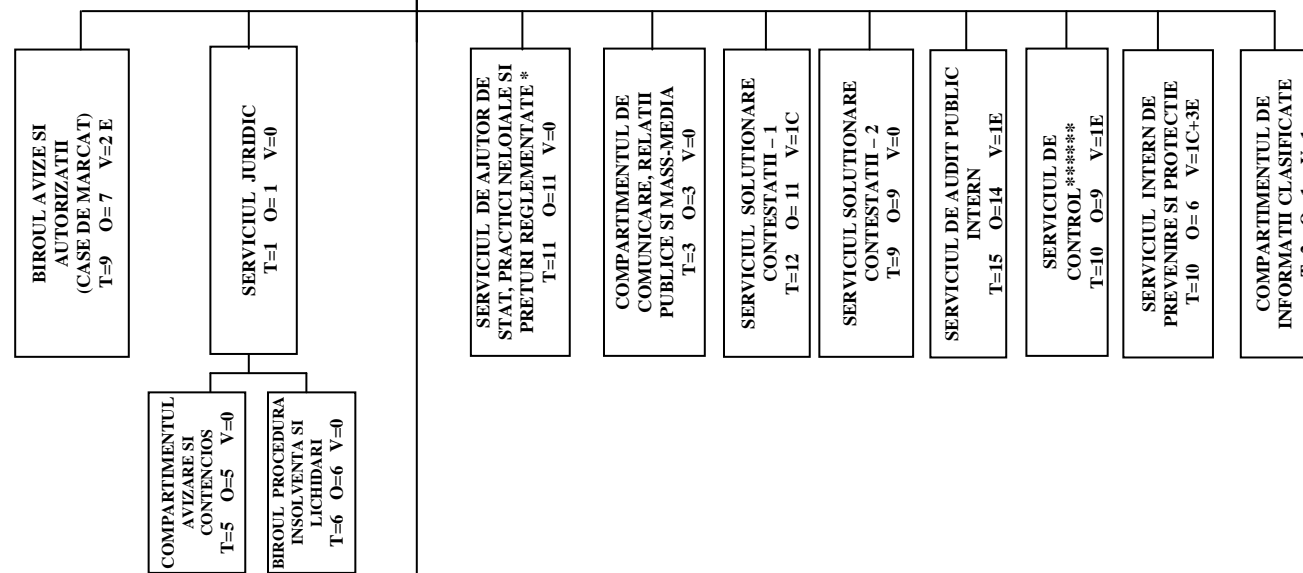 BIROUL AVIZE SI
AUTORIZATII
(CASE DE MARCAT)
T=9 O= 7 V=2 E
SERVICIUL JURIDIC
T=1 O= 1 V=0
COMPARTIMENTUL
AVIZARE SI
CONTENCIOS
T=5 O=5 V=0
BIROUL PROCEDURA
INSOLVENTA SI
LICHIDARI
T=6 O=6 V=0
SERVICIUL DE AJUTOR DE
STAT, PRACTICI NELOIALE SI
PRETURI REGLEMENTATE *
T=11 O=11 V=0
COMPARTIMENTUL DE
COMUNICARE, RELATII
PUBLICE SI MASS-MEDIA
T=3 O=3 V=0
SERVICIUL SOLUTIONARE
CONTESTATII – 1
T=12 O= 11 V=1C
SERVICIUL SOLUTIONARE
CONTESTATII – 2
T=9 O=9 V=0
SERVICIUL DE AUDIT PUBLIC
INTERN
T=15 O=14 V=1E
SERVICIUL DE
CONTROL******
T=10 O=9 V=1E
SERVICIUL INTERN DE
PREVENIRE SI PROTECTIE
T=10 O= 6 V=1C+3E
COMPARTIMENTUL DE
INFORMATII CLASIFICATE